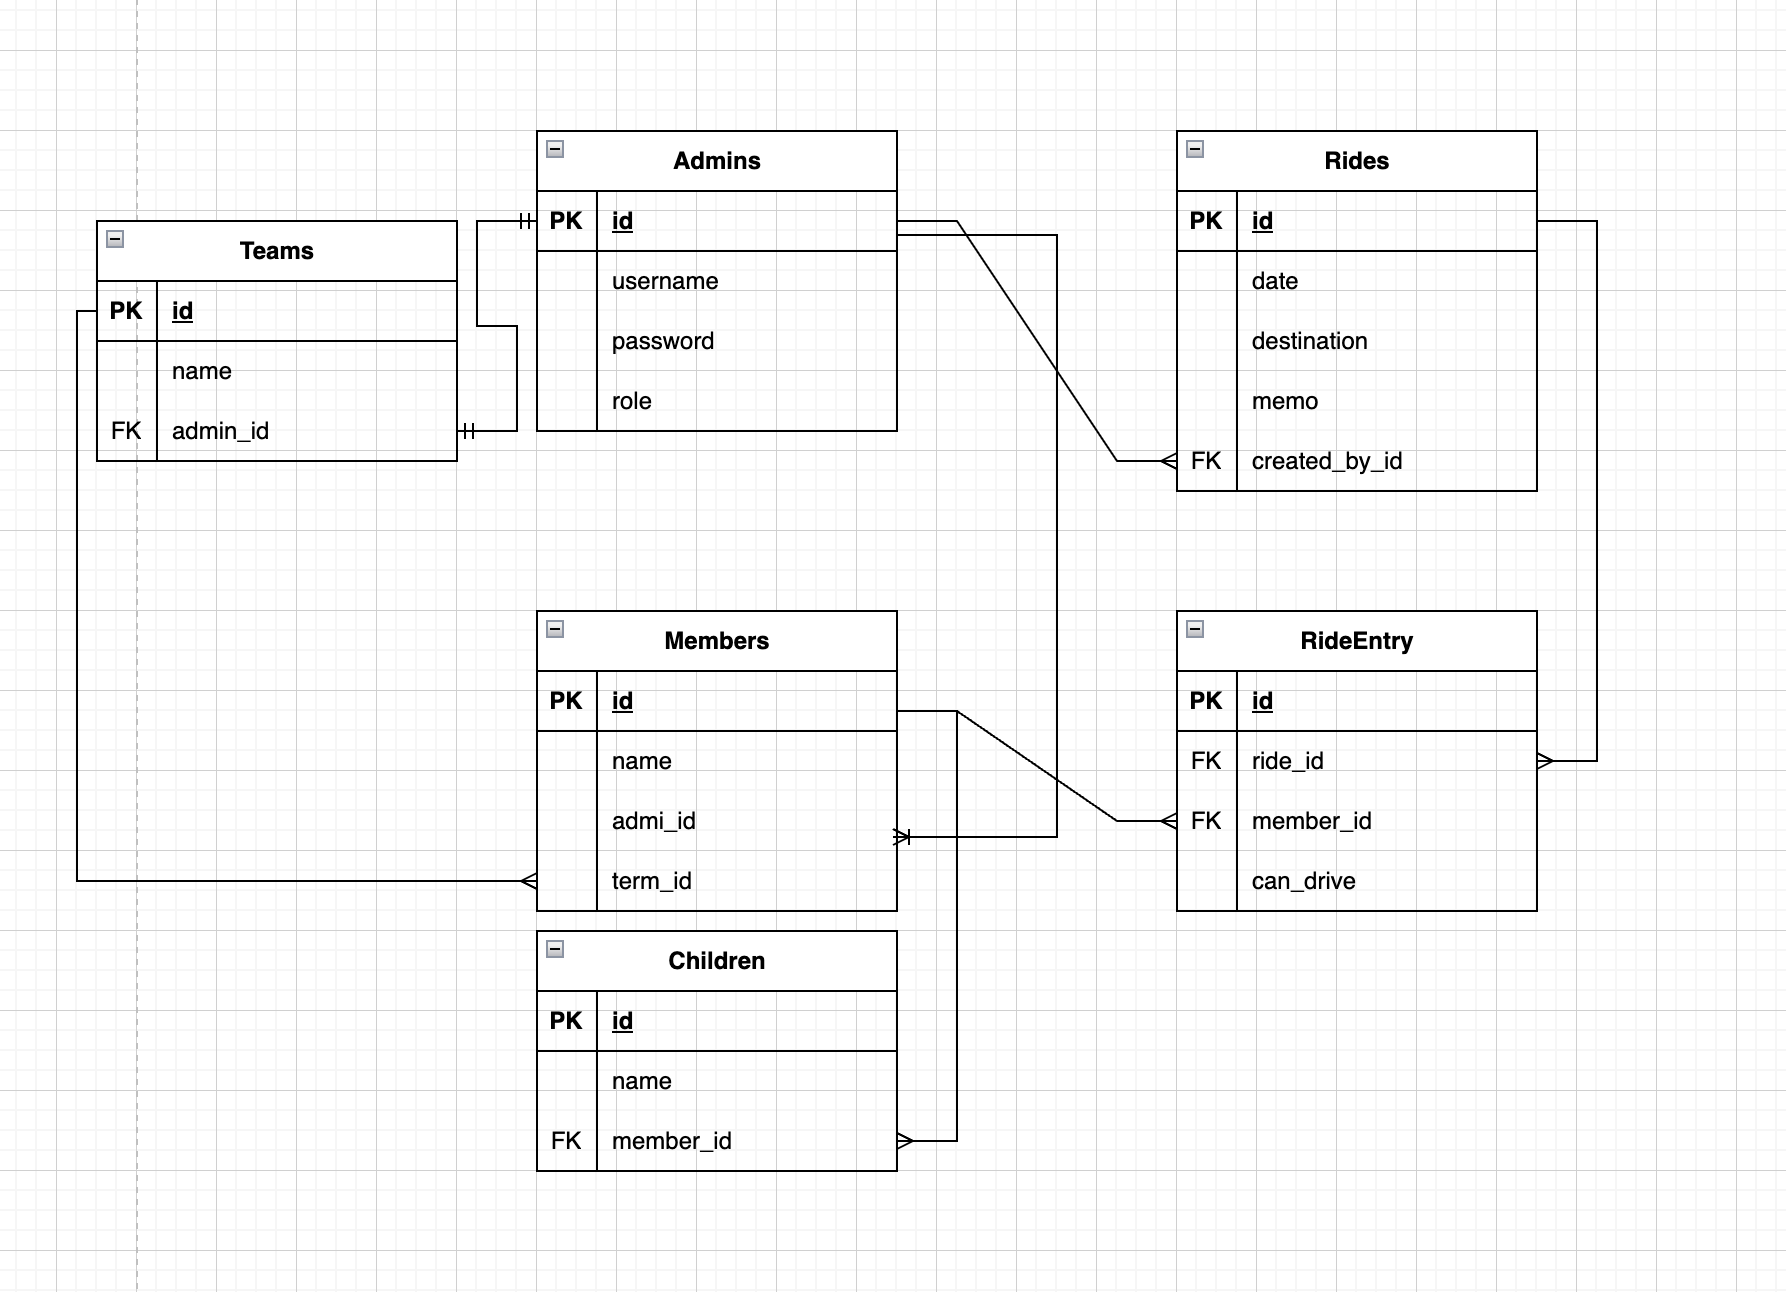 Teams
PK id
name
FK admin_id
Admins
PK id
username
password
role
Rides
PK id
date
destination
memo
FK created_by_id
Members
PK id
name
admi_id
term_id
RideEntry
PK id
FK ride_id
FK member_id
can_drive
Children
PK id
name
FK member_id